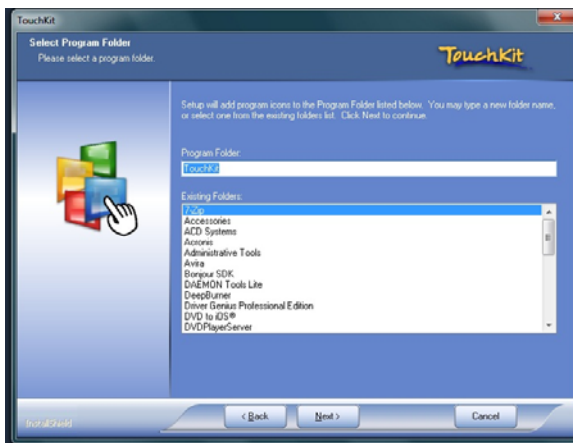 TouchKit
Select Program Folder
Please select a program folder.
TouchKit
Setup will add program icons to the Program Folder listed below. You may type a new folder name,
or select one from the existing folders list. Click Next to continue.
Program Folder:
TouchKit
Existing Folders:
7-Zip
Accessories
ACD Systems
Acronis
Administrative Tools
Avira
Bonjour SDK
DAEMON Tools Lite
DeepBurner
Driver Genius Professional Edition
DVD to iOS®
DVDPlayerServer
InstallShield
< Back
Next >
Cancel